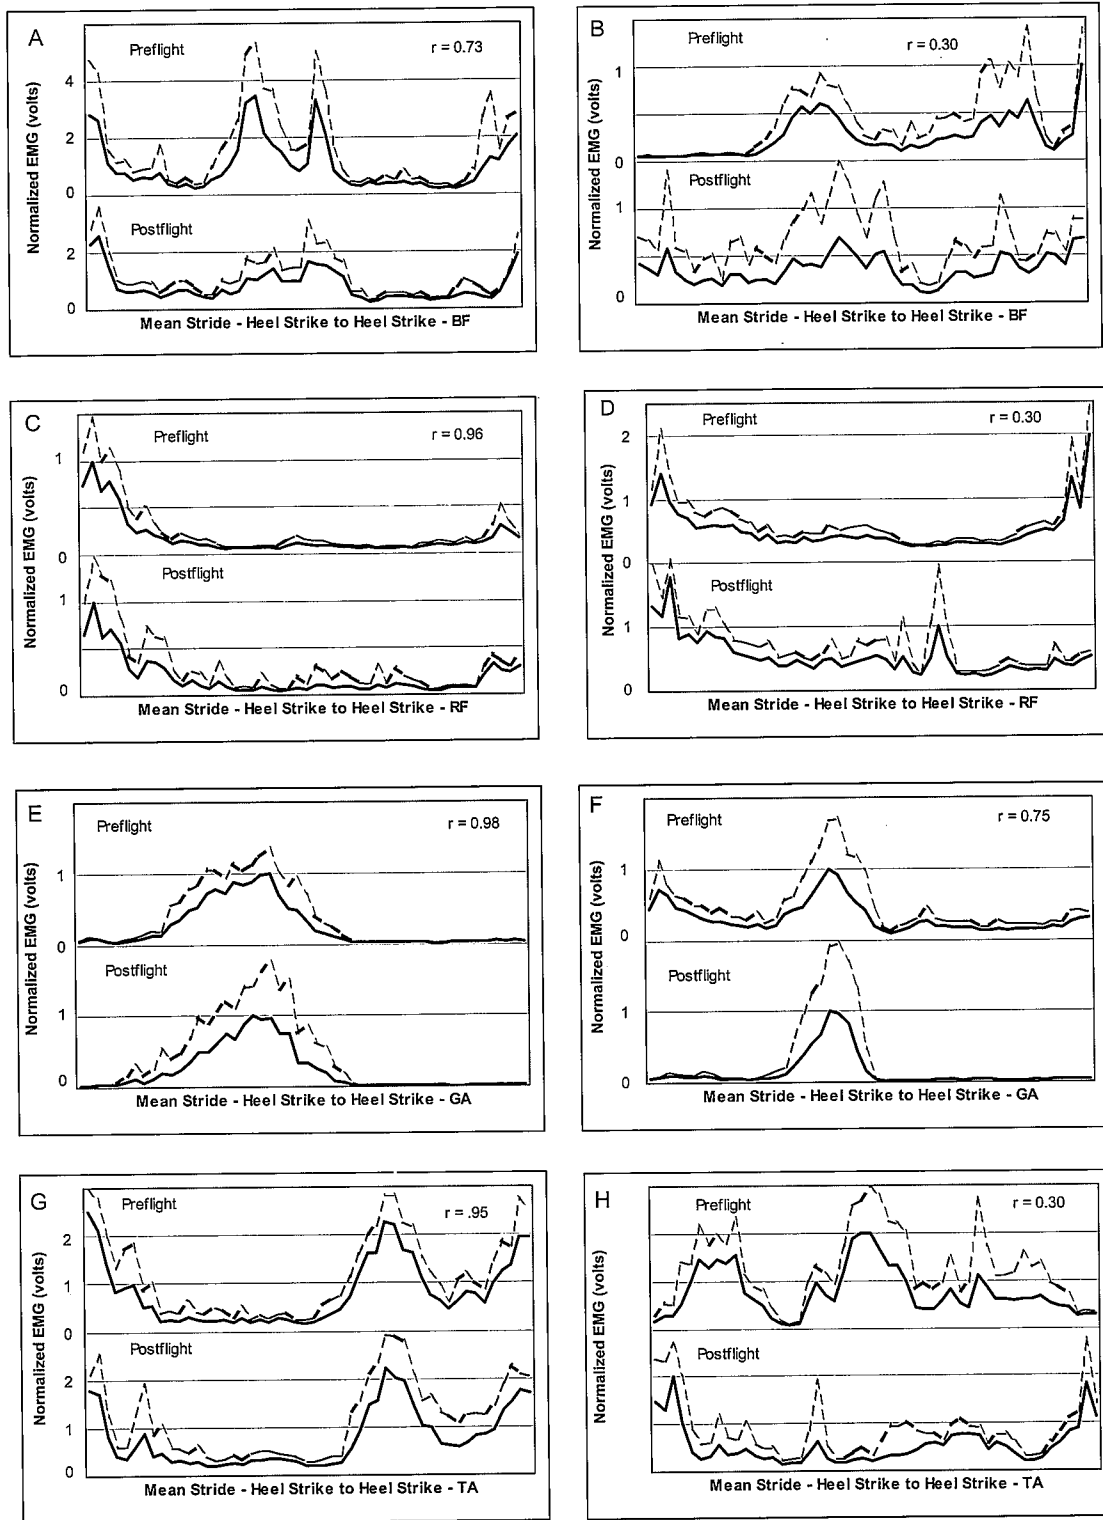 A
Preflight
r = 0.73
4
2
0
Postflight
2
0
Normalized EMG (volts)
Mean Stride - Heel Strike to Heel Strike - BF
B
Preflight
r = 0.30
1
0
Postflight
1
0
Normalized EMG (volts)
Mean Stride - Heel Strike to Heel Strike - BF
C
Preflight
r = 0.96
1
0
Postflight
1
0
Normalized EMG (volts)
Mean Stride - Heel Strike to Heel Strike - RF
D
Preflight
r = 0.30
2
1
0
Postflight
1
0
Normalized EMG (volts)
Mean Stride - Heel Strike to Heel Strike - RF
E
Preflight
r = 0.98
1
0
Postflight
1
0
Normalized EMG (volts)
Mean Stride - Heel Strike to Heel Strike - GA
F
Preflight
r = 0.75
1
0
Postflight
1
0
Normalized EMG (volts)
Mean Stride - Heel Strike to Heel Strike - GA
G
Preflight
r = .95
2
1
0
Postflight
2
1
0
Normalized EMG (volts)
Mean Stride - Heel Strike to Heel Strike - TA
H
Preflight
r = 0.30
Postflight
Normalized EMG (volts)
Mean Stride - Heel Strike to Heel Strike - TA